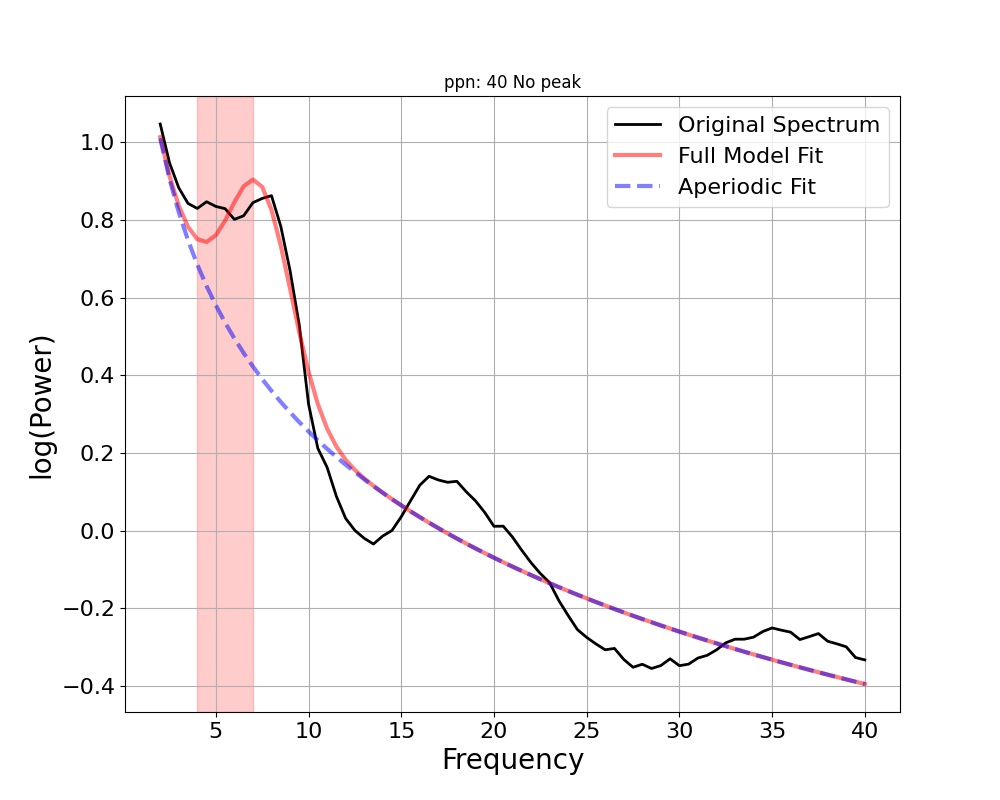 ppn: 40 No peak
Original Spectrum
Full Model Fit
Aperiodic Fit
log(Power)
1.0
0.8
0.6
0.4
0.2
0.0
−0.2
−0.4
5 10 15 20 25 30 35 40
Frequency